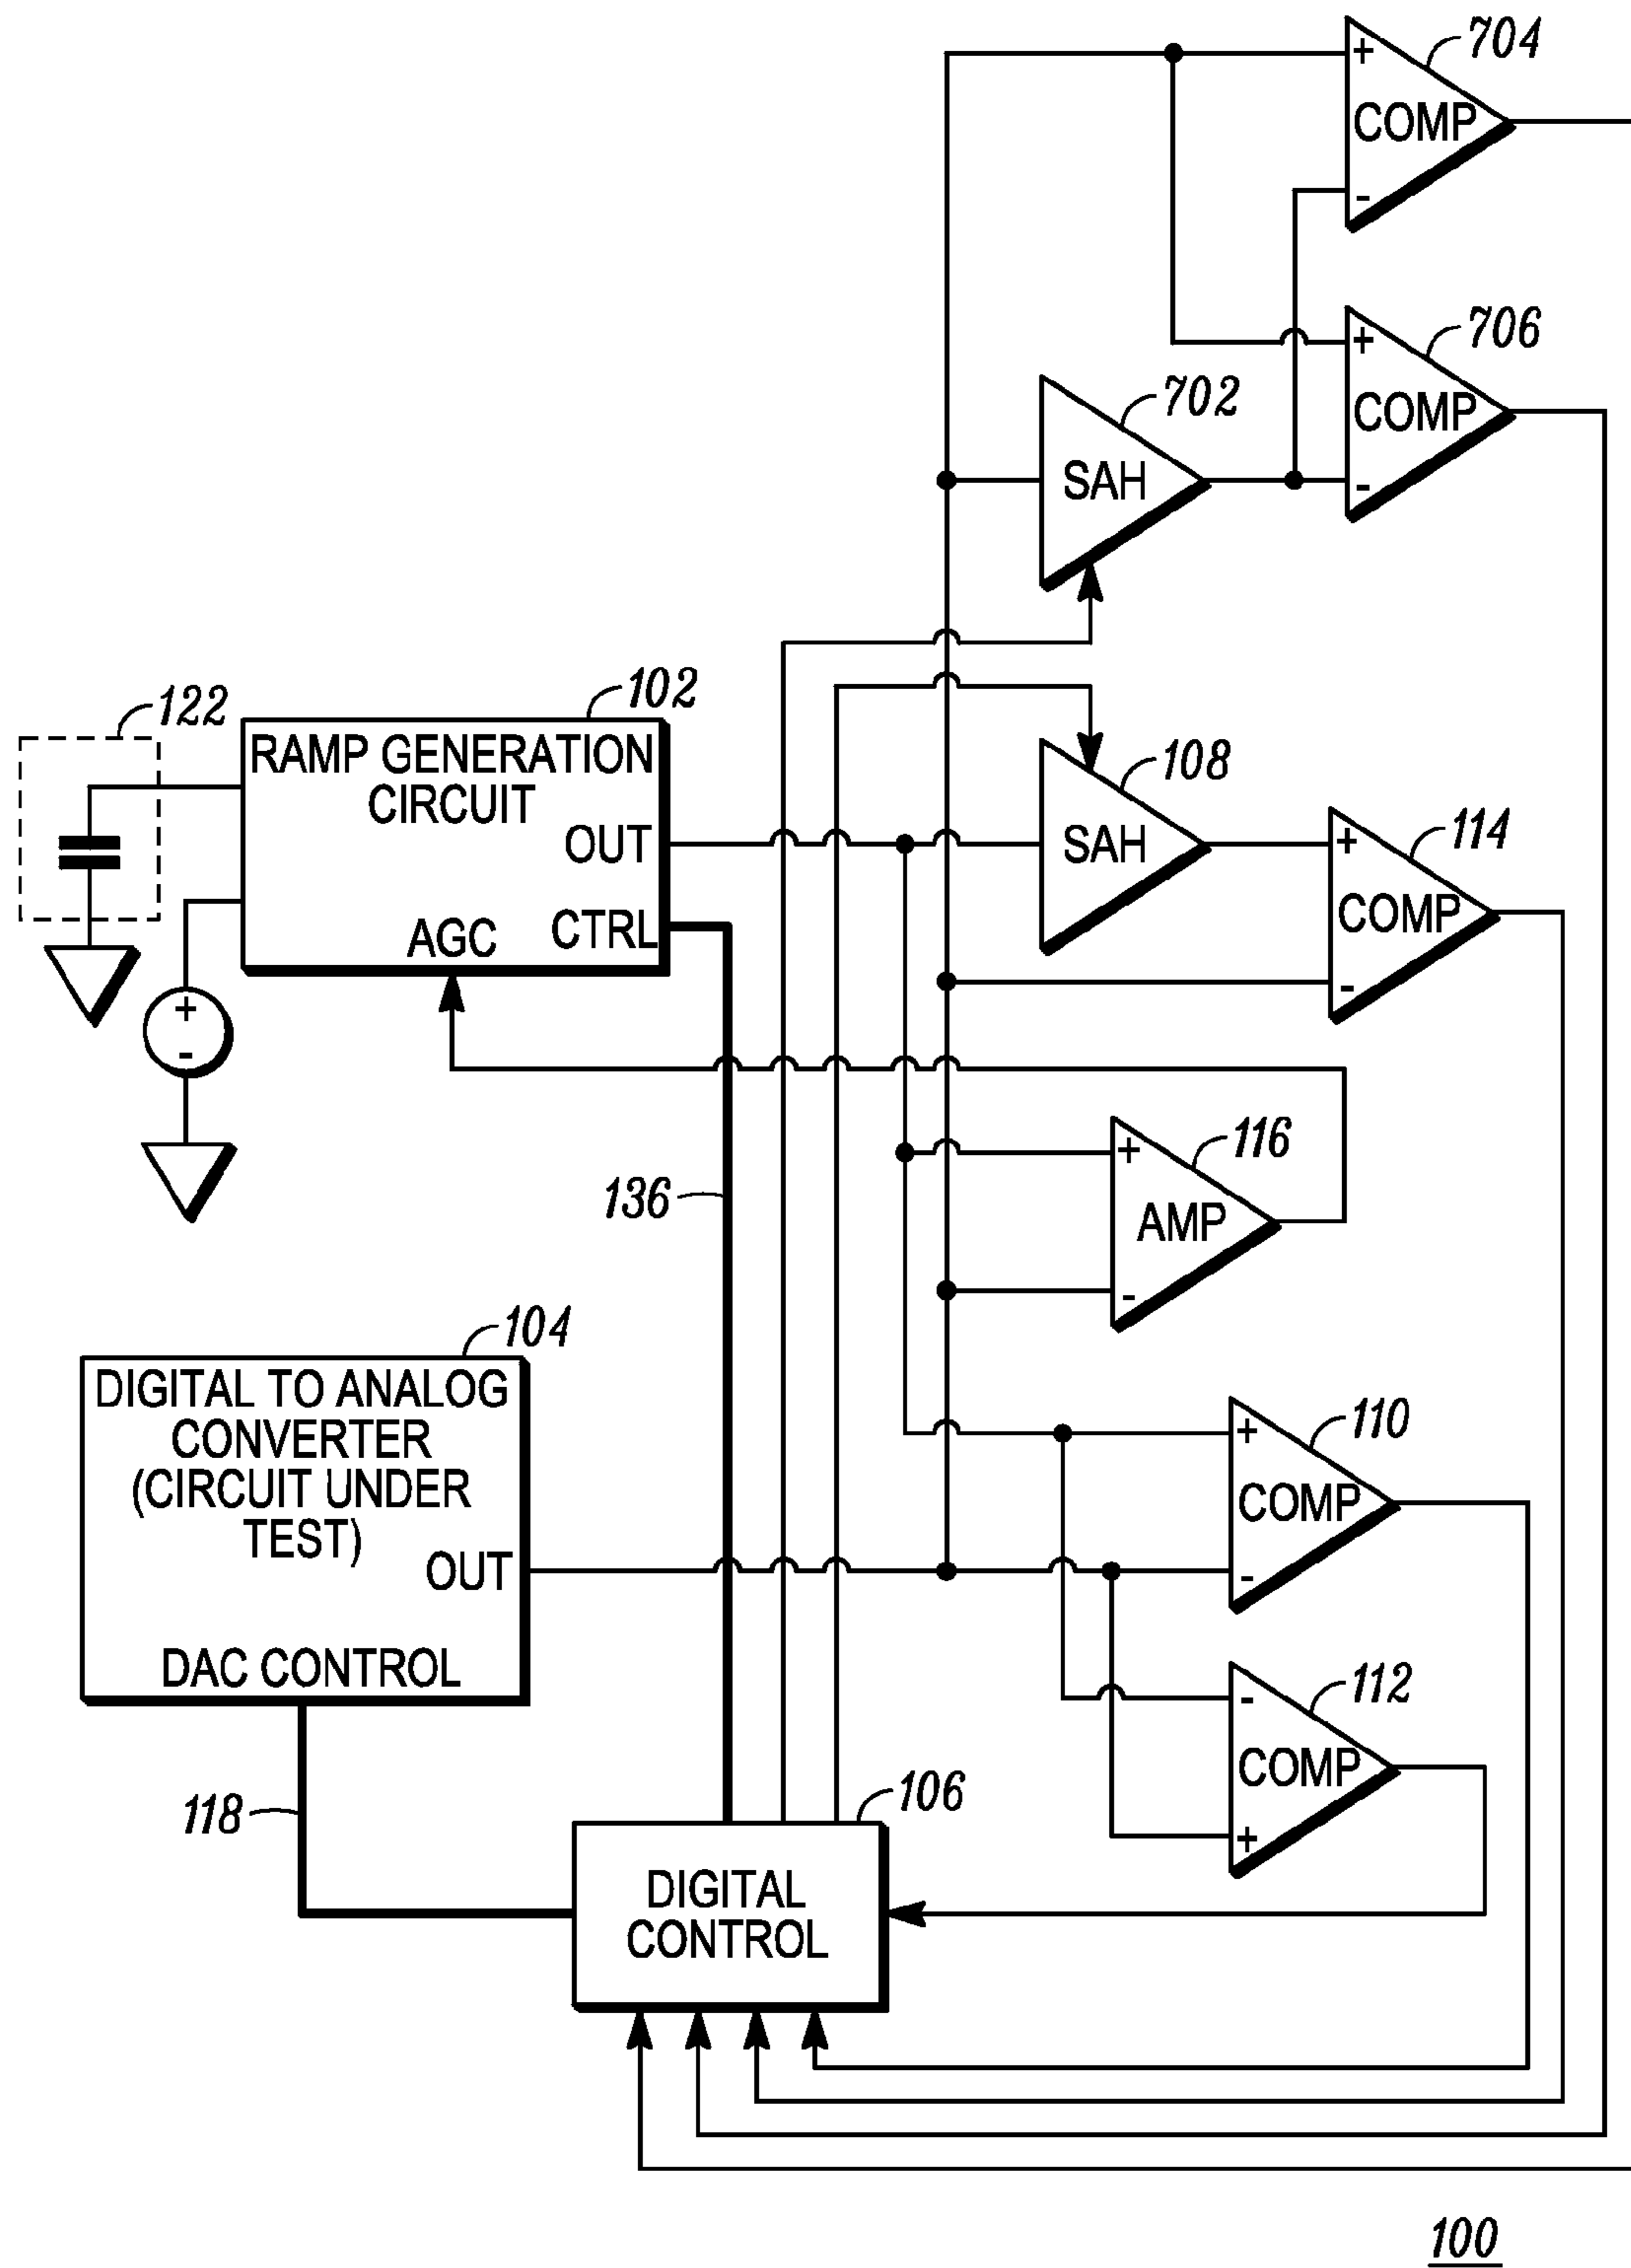 704
+
COMP
-
706
+
COMP
-
702
SAH
122
102
RAMP GENERATION
CIRCUIT
OUT
AGC
CTRL
108
SAH
114
+
COMP
-
+
-
116
+
AMP
-
136
104
DIGITAL TO ANALOG
CONVERTER
(CIRCUIT UNDER
TEST)
OUT
DAC CONTROL
110
+
COMP
-
112
-
COMP
+
118
106
DIGITAL
CONTROL
100